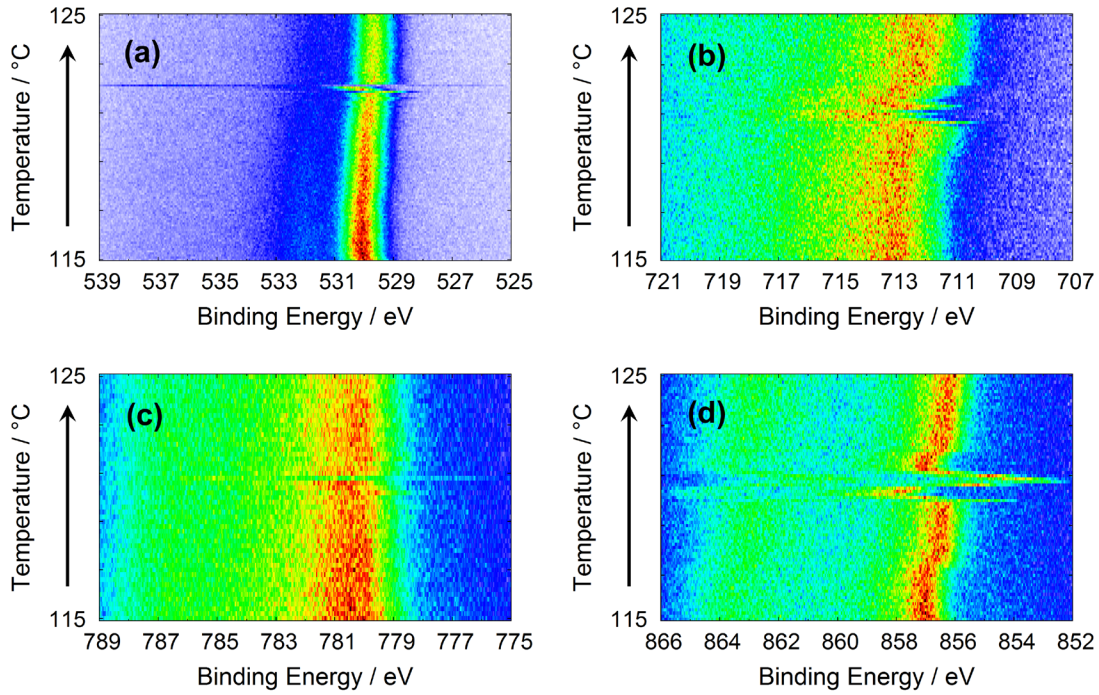 125
(a)
Temperature / °C
115
539 537 535 533 531 529 527 525
Binding Energy / eV
125
(b)
Temperature / °C
115
721 719 717 715 713 711 709 707
Binding Energy / eV
125
(c)
Temperature / °C
115
789 787 785 783 781 779 777 775
Binding Energy / eV
125
(d)
Temperature / °C
115
866 864 862 860 858 856 854 852
Binding Energy / eV